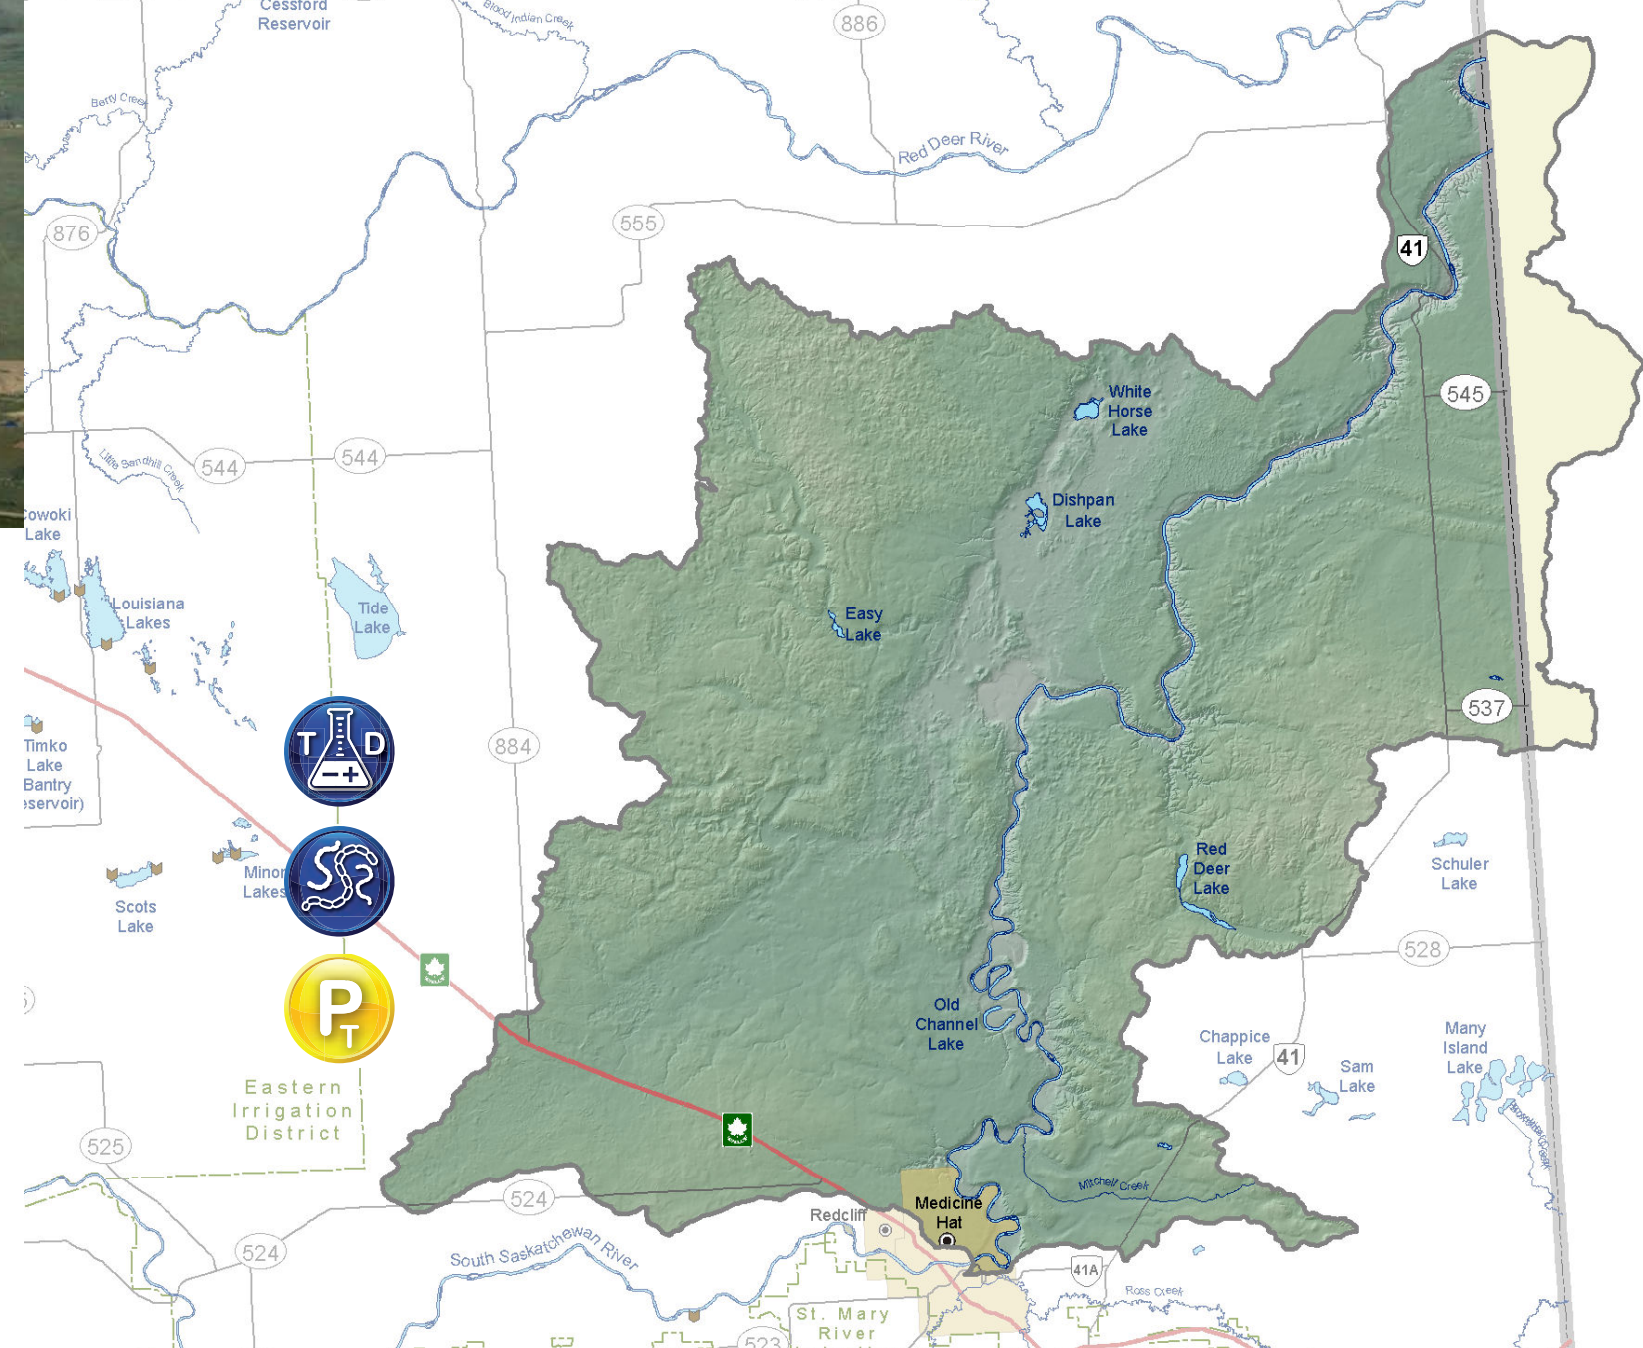 Cessford
Reservoir
Blood Indian Creek
886
Berry Creek
Red Deer River
876
555
41
White
Horse
Lake
545
544
544
Little Sandhill Creek
Dishpan
Lake
owoki
Lake
Louisiana
Lakes
Tide
Lake
Easy
Lake
537
T D
−+
884
Timko
Lake
Bantry
eservoir)
Minor
Lakes
Scots
Lake
Red
Deer
Lake
Schuler
Lake
528
P
T
Old
Channel
Lake
Chappice
Lake
41
Sam
Lake
Many
Island
Lake
Eastern
Irrigation
District
525
524
Mitchell Creek
Medicine
Hat
Redcliff
524
South Saskatchewan River
41A
Ross Creek
St. Mary
River
523